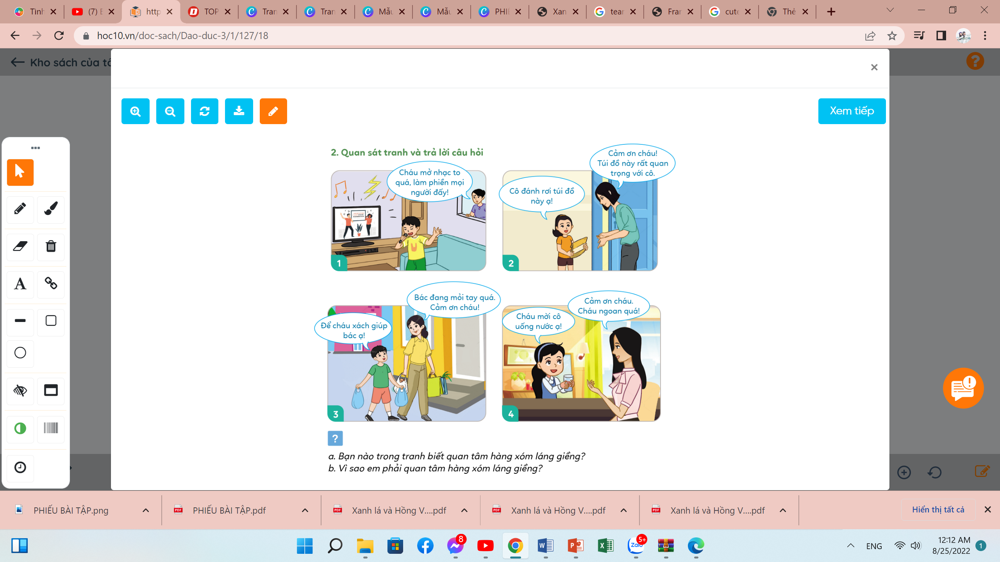 Tình
(7) E
http
TOP
Tran
Tran
Mẫu
Mẫu
PHIẾ
Xan
tear
Fran
cute
Thẻ
hoc10.vn/doc-sach/Dao-duc-3/1/127/18
Kho sách của tô
Xem tiếp
2. Quan sát tranh và trả lời câu hỏi
Cháu mở nhạc to
quá, làm phiền mọi
người đấy!
1
Cô đánh rơi túi đồ
này ạ!
Cảm ơn cháu!
Túi đồ này rất quan
trọng với cô.
2
Để cháu xách giúp
bác ạ!
Bác đang mỏi tay quá.
Cảm ơn cháu!
3
Cháu mời cô
uống nước ạ!
Cảm ơn cháu.
Cháu ngoan quá!
4
?
a. Bạn nào trong tranh biết quan tâm hàng xóm láng giềng?
b. Vì sao em phải quan tâm hàng xóm láng giềng?
PHIẾU BÀI TẬP.png
PHIẾU BÀI TẬP.pdf
Xanh lá và Hồng V....pdf
Xanh lá và Hồng V....pdf
Xanh lá và Hồng V....pdf
Hiển thị tất cả
8
Zalo
5+
ENG
12:12 AM
8/25/2022
1